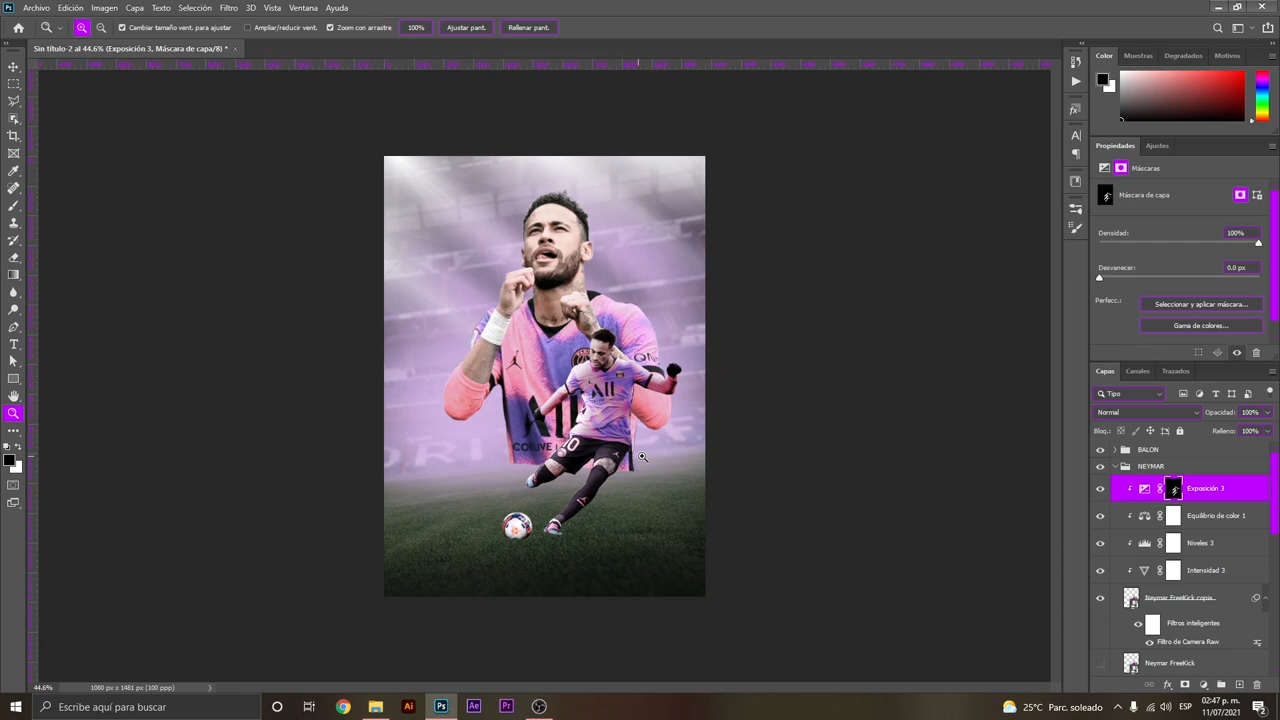 Ps Archivo Edición Imagen Capa Texto Selección Filtro 3D Vista Ventana Ayuda
Cambiar tamaño vent. para ajustar Ampliar/reducir vent. Zoom con arrastre 100% Ajustar pant. Rellenar pant.
Sin título-2 al 44.6% (Exposición 3, Máscara de capa/8) * ×
Color Muestras Degradados Motivos
Propiedades Ajustes
Máscaras
Máscara de capa
Densidad: 100%
Desvanecer: 0.0 px
Perfecc.: Seleccionar y aplicar máscara...
Gama de colores...
Capas Canales Trazados
Tipo
Normal Opacidad: 100%
Bloq.: Relleno: 100%
BALON
NEYMAR
Exposición 3
Equilibrio de color 1
Niveles 3
Intensidad 3
Neymar FreeKick copia
Filtros inteligentes
Filtro de Camera Raw
Neymar FreeKick
44.6% 1080 px x 1481 px (100 ppp)
Escribe aquí para buscar
Ai Ps Ae Pr
25°C Parc. soleado ESP 02:47 p. m. 11/07/2021 2